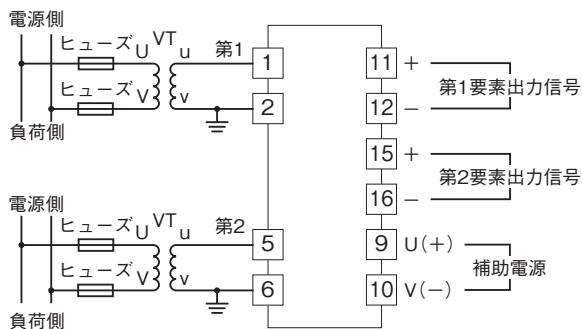 電源側
ヒューズ U VT u 第1 1
ヒューズ V v 2
負荷側
電源側
ヒューズ U VT u 第2 5
ヒューズ V v 6
負荷側
11 +
12 − 第1要素出力信号
15 +
16 − 第2要素出力信号
9 U(+)
10 V(−) 補助電源